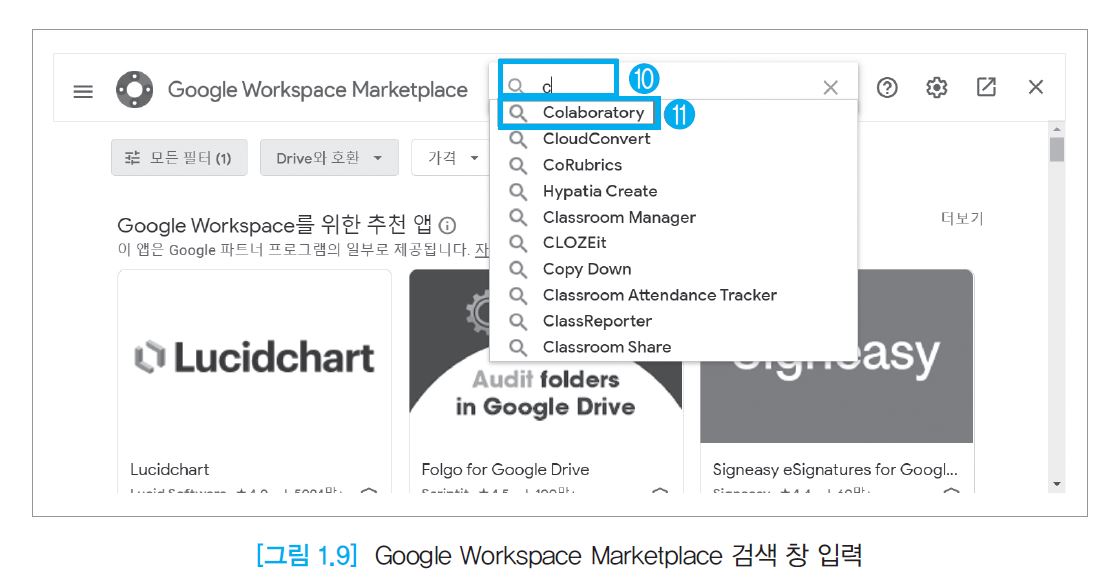 Google Workspace Marketplace
c
⑩
Colaboratory
⑪
CloudConvert
CoRubrics
Hypatia Create
Classroom Manager
CLOZEit
Copy Down
Classroom Attendance Tracker
ClassReporter
Classroom Share
모든 필터 (1)
Drive와 호환
가격
Google Workspace를 위한 추천 앱
더보기
이 앱은 Google 파트너 프로그램의 일부로 제공됩니다.
Lucidchart
Audit folders
in Google Drive
Lucidchart
Folgo for Google Drive
Signeasy eSignatures for Googl...
[그림 1.9] Google Workspace Marketplace 검색 창 입력